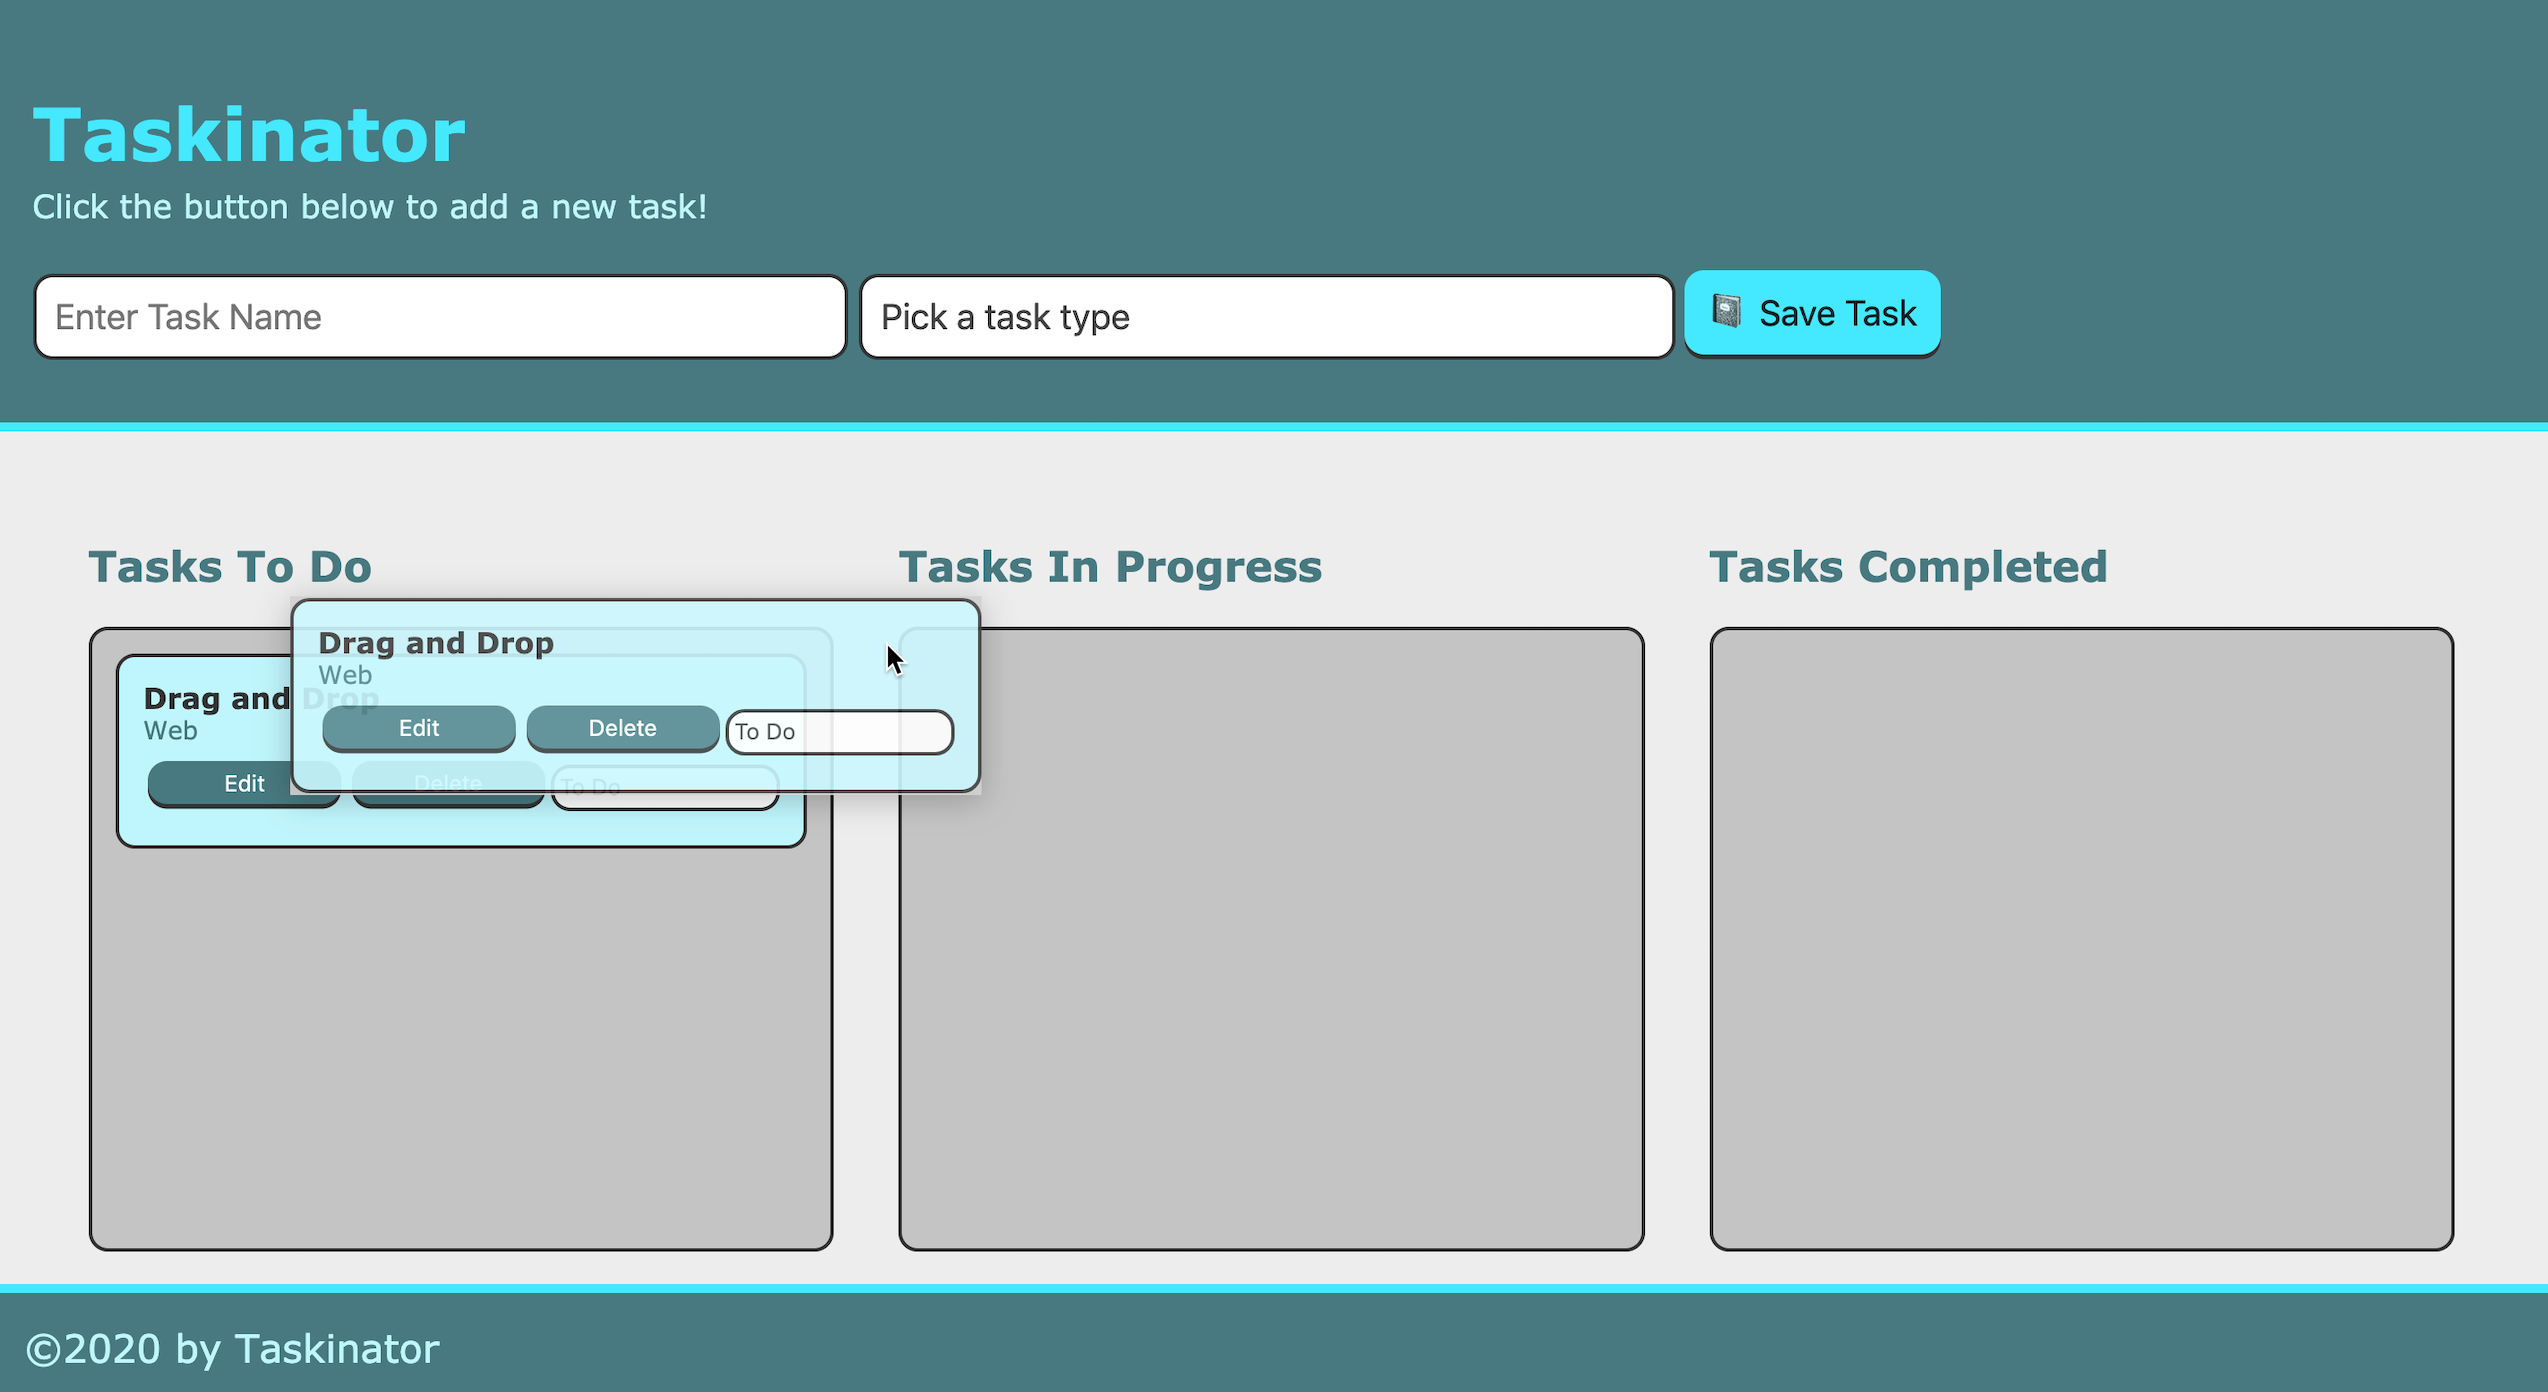 Taskinator
Click the button below to add a new task!
Enter Task Name
Pick a task type
Save Task
Tasks To Do
Tasks In Progress
Tasks Completed
Drag and Drop
Web
Edit
Delete
To Do
Drag and Drop
Web
Edit
Delete
To Do
©2020 by Taskinator